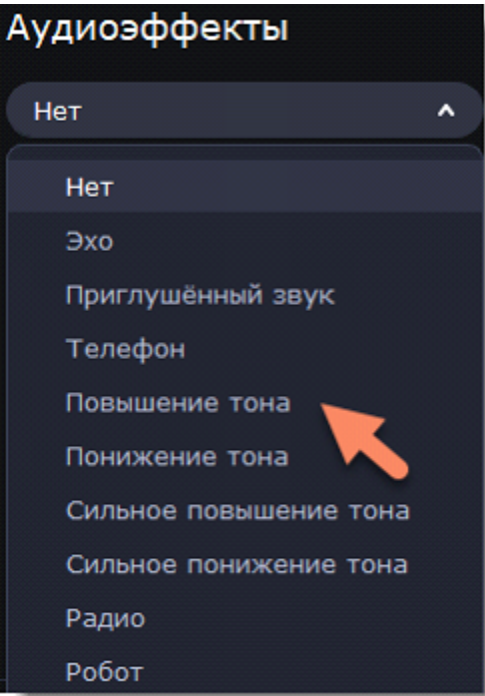 Аудиоэффекты
Нет
Нет
Эхо
Приглушённый звук
Телефон
Повышение тона
Понижение тона
Сильное повышение тона
Сильное понижение тона
Радио
Робот